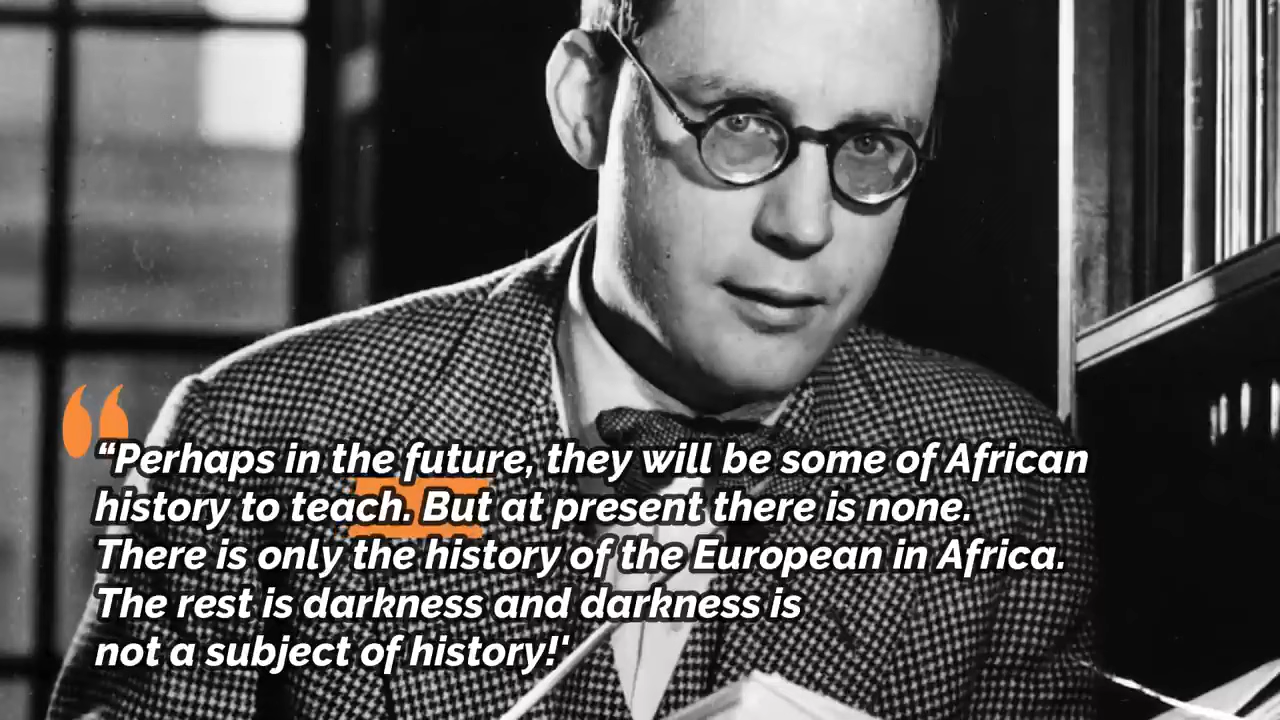 “Perhaps in the future, they will be some of African
history to teach. But at present there is none.
There is only the history of the European in Africa.
The rest is darkness and darkness is
not a subject of history!'